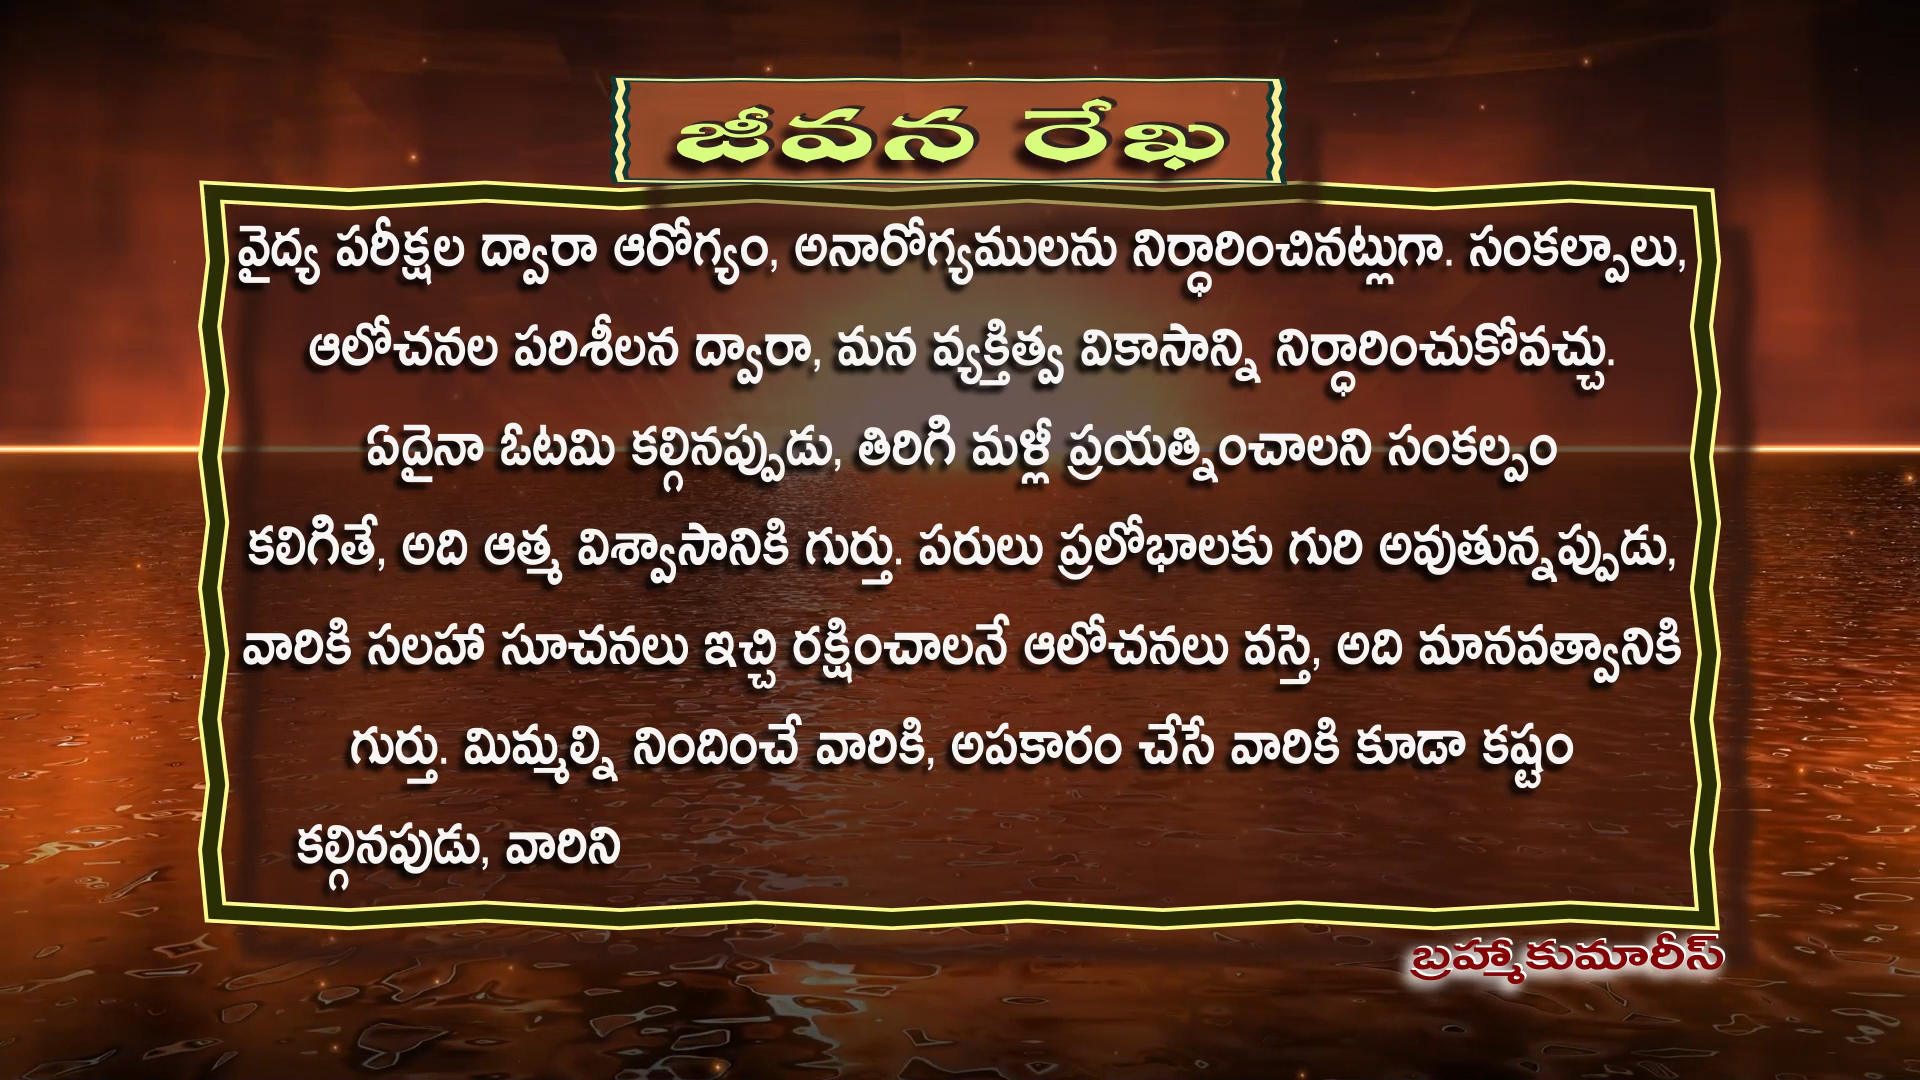 జీవన రేఖ
వైద్య పరీక్షల ద్వారా ఆరోగ్యం, అనారోగ్యములను నిర్ధారించినట్లుగా. సంకల్పాలు,
ఆలోచనల పరిశీలన ద్వారా, మన వ్యక్తిత్వ వికాసాన్ని నిర్ధారించుకోవచ్చు.
ఏదైనా ఓటమి కల్గినప్పుడు, తిరిగి మళ్లీ ప్రయత్నించాలని సంకల్పం
కలిగితే, అది ఆత్మ విశ్వాసానికి గుర్తు. పరులు ప్రలోభాలకు గురి అవుతున్నప్పుడు,
వారికి సలహా సూచనలు ఇచ్చి రక్షించాలనే ఆలోచనలు వస్తె, అది మానవత్వానికి
గుర్తు. మిమ్మల్ని నిందించే వారికి, అపకారం చేసే వారికి కూడా కష్టం
కల్గినపుడు, వారిని
బ్రహ్మాకుమారీస్